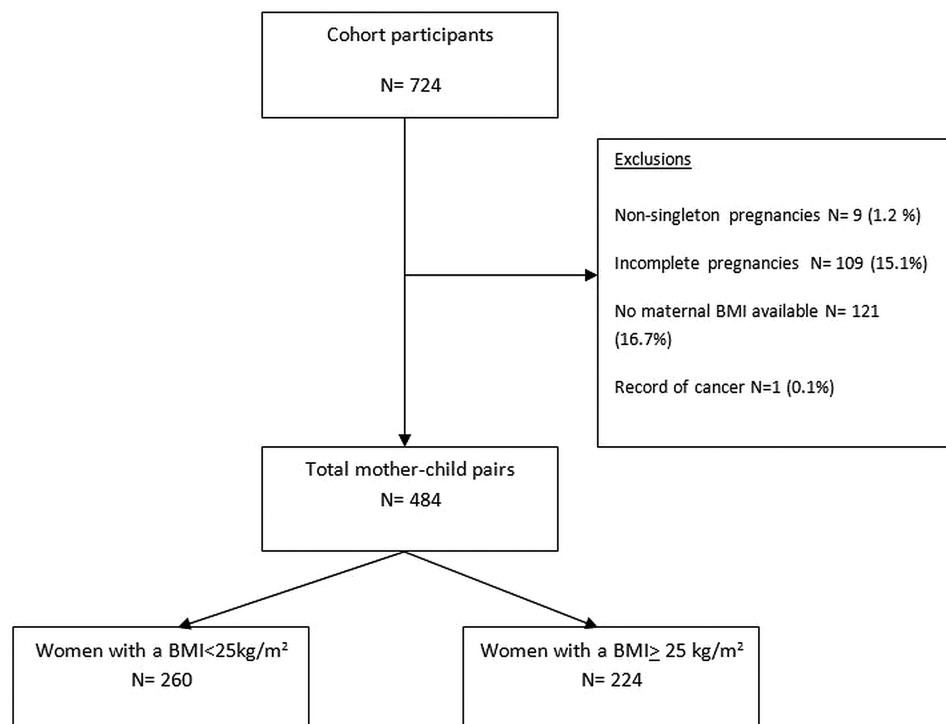 Cohort participants
N= 724
Exclusions
Non-singleton pregnancies N= 9 (1.2 %)
Incomplete pregnancies N= 109 (15.1%)
No maternal BMI available N= 121
(16.7%)
Record of cancer N=1 (0.1%)
Total mother-child pairs
N= 484
Women with a BMI<25kg/m²
N= 260
Women with a BMI≥ 25 kg/m²
N= 224